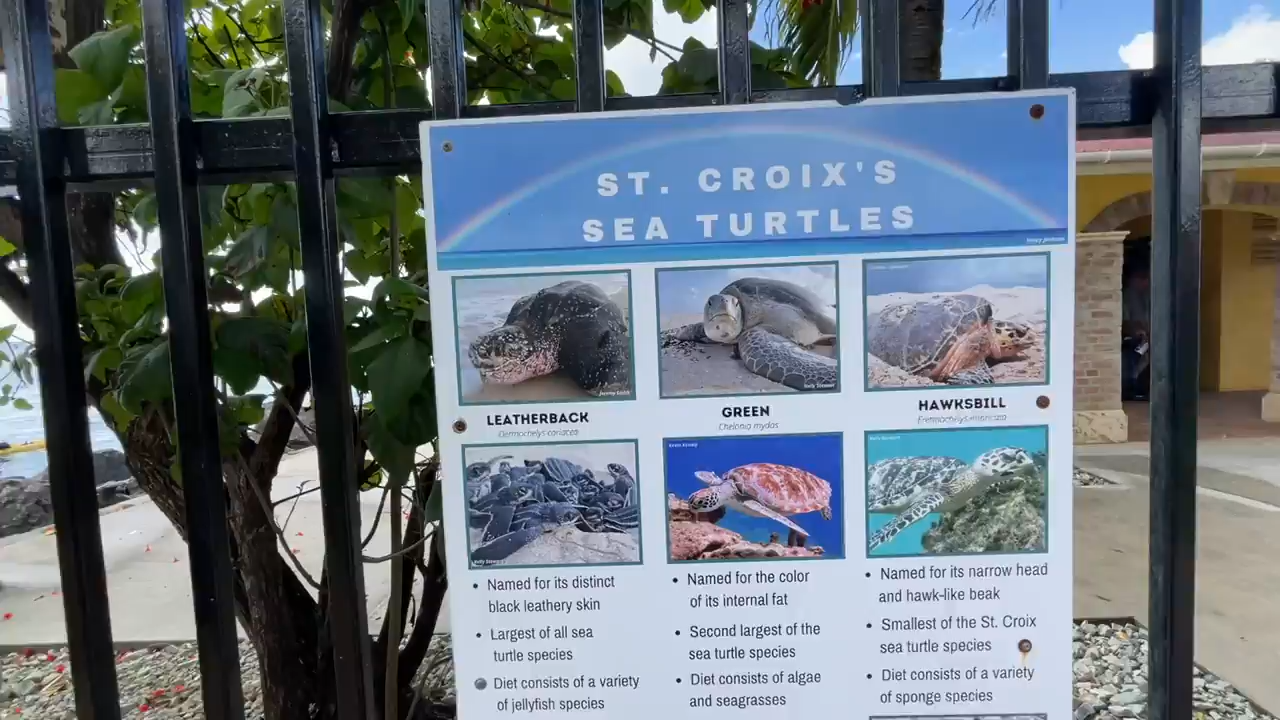 ST. CROIX'S
SEA TURTLES
LEATHERBACK
Dermochelys coriacea
GREEN
Chelonia mydas
HAWKSBILL
Eretmochelys imbricata
• Named for its distinct
black leathery skin
• Largest of all sea
turtle species
• Diet consists of a variety
of jellyfish species
• Named for the color
of its internal fat
• Second largest of the
sea turtle species
• Diet consists of algae
and seagrasses
• Named for its narrow head
and hawk-like beak
• Smallest of the St. Croix
sea turtle species
• Diet consists of a variety
of sponge species